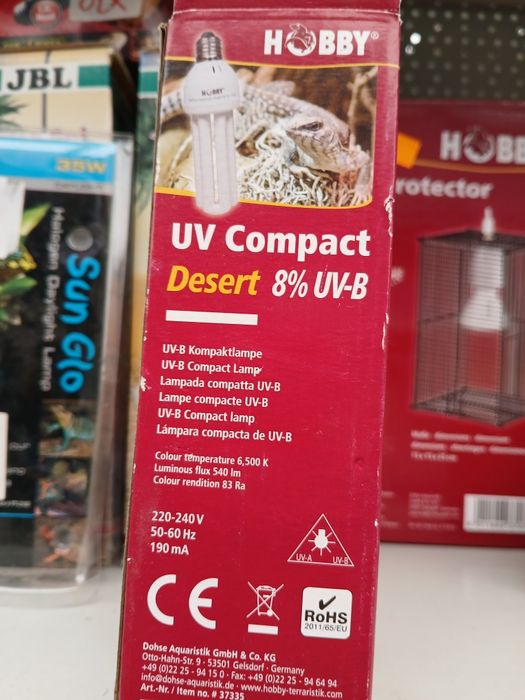 HOBBY®
HOBBY
UV Compact
Desert 8% UV-B
UV-B Kompaktlampe
UV-B Compact Lamp
Lampada compatta UV-B
Lampe compacte UV-B
UV-B Compact lamp
Lámpara compacta de UV-B
Colour temperature 6,500 K
Luminous flux 540 lm
Colour rendition 83 Ra
220-240 V
50-60 Hz
190 mA
UV-A UV-B
CE
RoHS
2011/65/EU
Dohse Aquaristik GmbH & Co. KG
Otto-Hahn-Str. 9 · 53501 Gelsdorf · Germany
+49(0)22 25 - 94 15 0 · Fax: +49 (0)22 25 - 94 64 94
info@dohse-aquaristik.de · www.hobby-terraristik.com
Art.-Nr. / Item no. # 37335
JBL
35W
Sun Glo
Halogen Daylight Lamp
HOBB
rotector